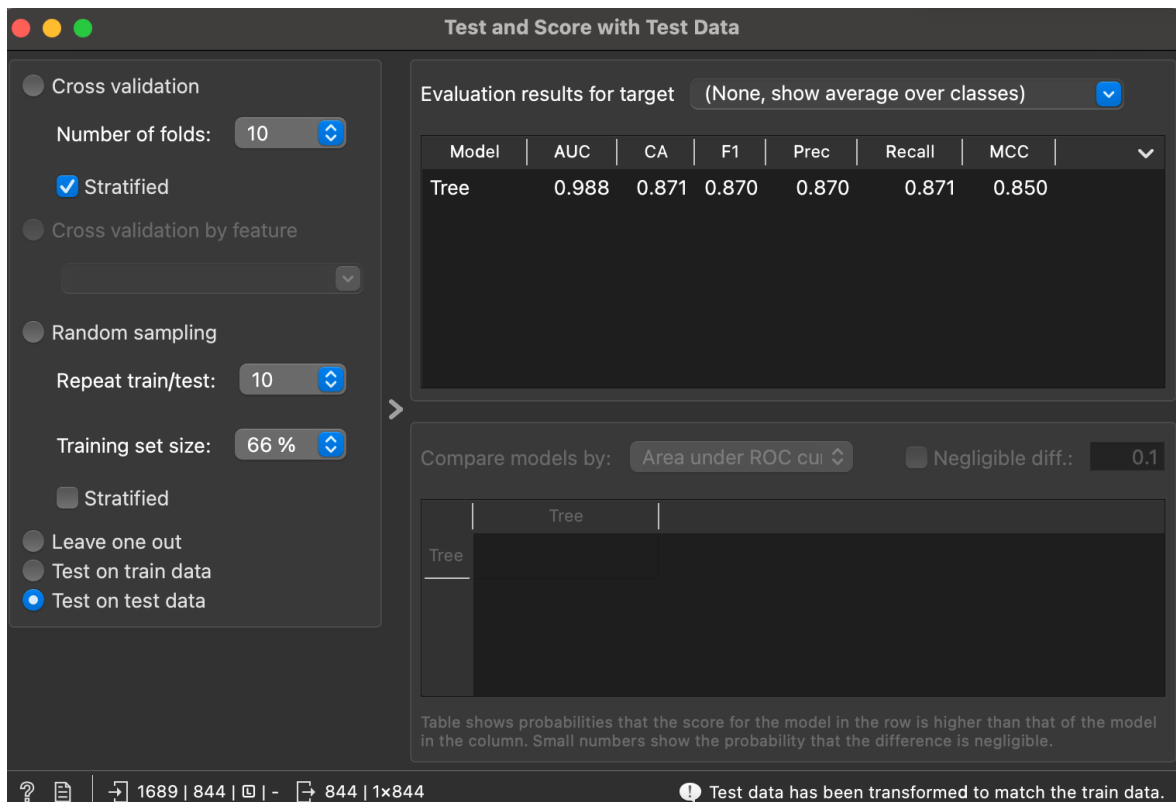 Test and Score with Test Data
Cross validation
Number of folds: 10
Stratified
Cross validation by feature
Random sampling
Repeat train/test: 10
Training set size: 66 %
Stratified
Leave one out
Test on train data
Test on test data
Evaluation results for target (None, show average over classes)
Model AUC CA F1 Prec Recall MCC
Tree 0.988 0.871 0.870 0.870 0.871 0.850
Compare models by: Area under ROC cui Negligible diff.: 0.1
Tree
Tree
Table shows probabilities that the score for the model in the row is higher than that of the model
in the column. Small numbers show the probability that the difference is negligible.
? 1689 | 844 | L | - 844 | 1×844
Test data has been transformed to match the train data.